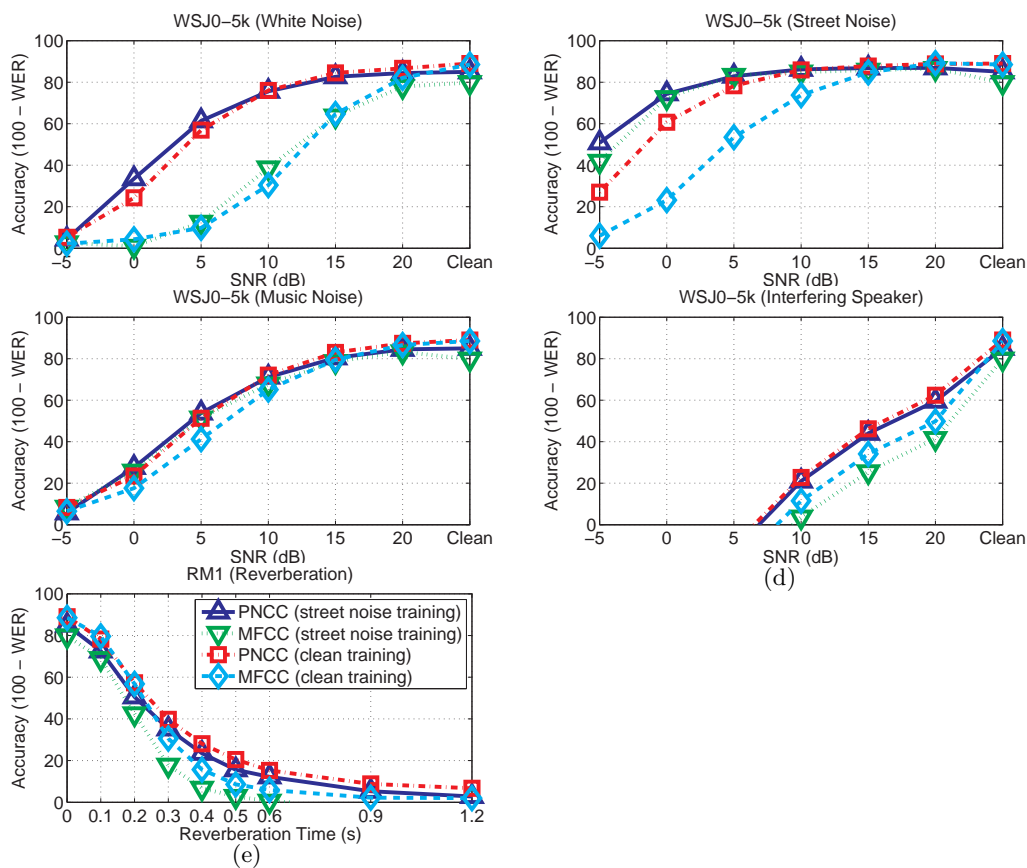 WSJ0−5k (White Noise)
Accuracy (100 − WER)
100
80
60
40
20
0
−5 0 5 10 15 20 Clean
SNR (dB)
WSJ0−5k (Street Noise)
Accuracy (100 − WER)
100
80
60
40
20
0
−5 0 5 10 15 20 Clean
SNR (dB)
WSJ0−5k (Music Noise)
Accuracy (100 − WER)
100
80
60
40
20
0
−5 0 5 10 15 20 Clean
SNR (dB)
WSJ0−5k (Interfering Speaker)
Accuracy (100 − WER)
100
80
60
40
20
0
−5 0 5 10 15 20 Clean
SNR (dB)
(d)
RM1 (Reverberation)
Accuracy (100 − WER)
100
80
60
40
20
0
PNCC (street noise training)
MFCC (street noise training)
PNCC (clean training)
MFCC (clean training)
0 0.1 0.2 0.3 0.4 0.5 0.6 0.9 1.2
Reverberation Time (s)
(e)